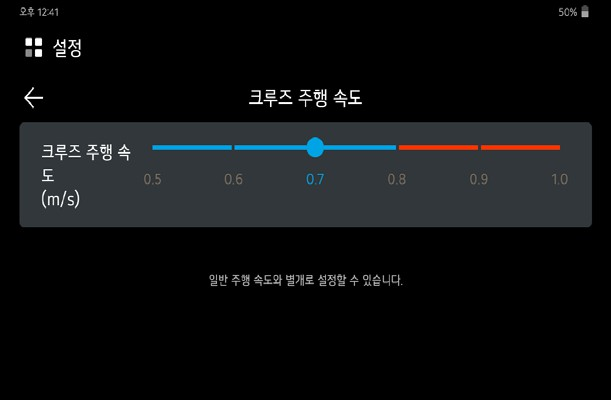 오후 12:41 50%
설정
크루즈 주행 속도
크루즈 주행 속
도
(m/s)
0.5 0.6 0.7 0.8 0.9 1.0
일반 주행 속도와 별개로 설정할 수 있습니다.